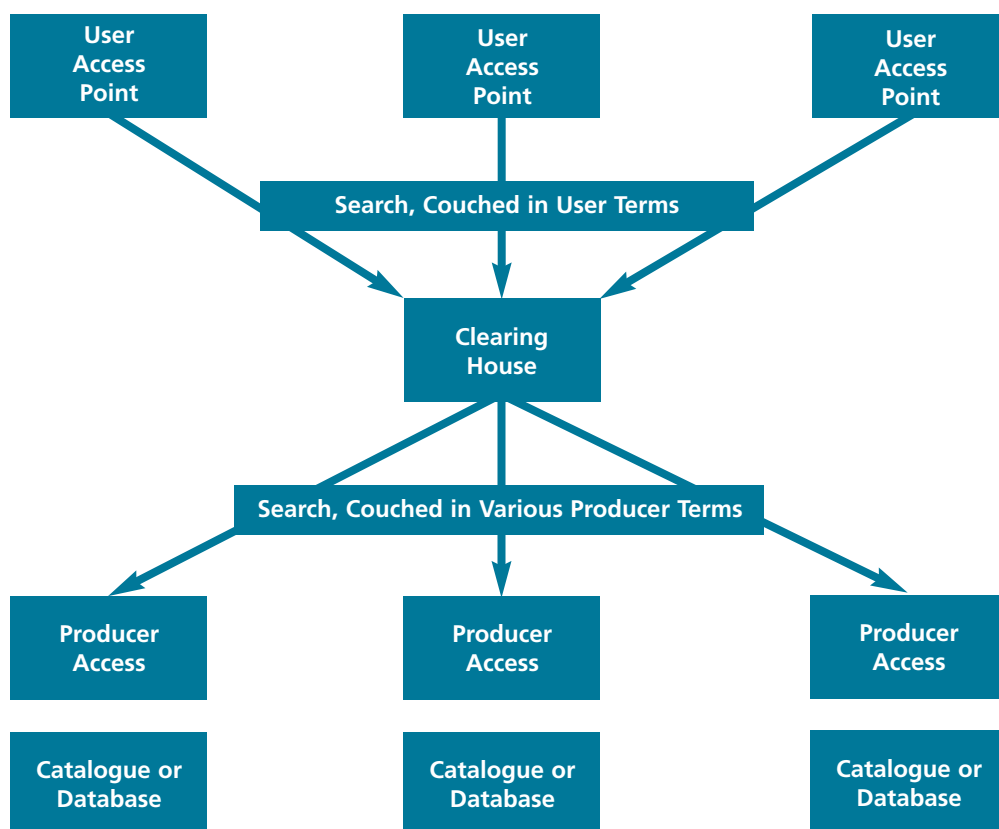 User
Access
Point
User
Access
Point
User
Access
Point
Search, Couched in User Terms
Clearing
House
Search, Couched in Various Producer Terms
Producer
Access
Producer
Access
Producer
Access
Catalogue or
Database
Catalogue or
Database
Catalogue or
Database